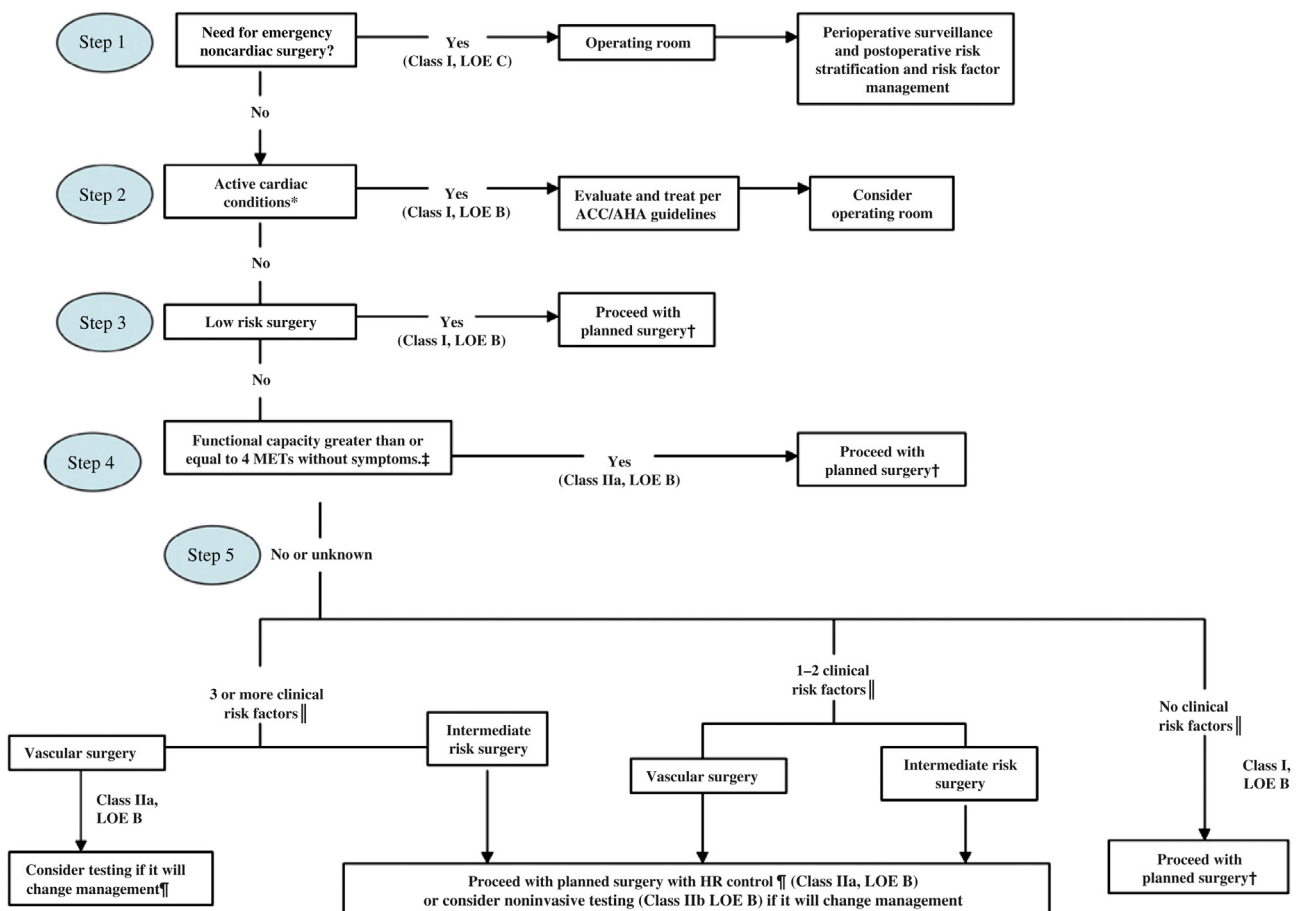 Step 1
Need for emergency
noncardiac surgery?
Yes
(Class I, LOE C)
Operating room
Perioperative surveillance
and postoperative risk
stratification and risk factor
management
No
Step 2
Active cardiac
conditions*
Yes
(Class I, LOE B)
Evaluate and treat per
ACC/AHA guidelines
Consider
operating room
No
Step 3
Low risk surgery
Yes
(Class I, LOE B)
Proceed with
planned surgery†
No
Step 4
Functional capacity greater than or
equal to 4 METs without symptoms.‡
Yes
(Class IIa, LOE B)
Proceed with
planned surgery†
Step 5
No or unknown
3 or more clinical
risk factors‖
Vascular surgery
Intermediate
risk surgery
Class IIa,
LOE B
Consider testing if it will
change management¶
1–2 clinical
risk factors‖
Vascular surgery
Intermediate risk
surgery
Proceed with planned surgery with HR control ¶ (Class IIa, LOE B)
or consider noninvasive testing (Class IIb LOE B) if it will change management
No clinical
risk factors‖
Class I,
LOE B
Proceed with
planned surgery†